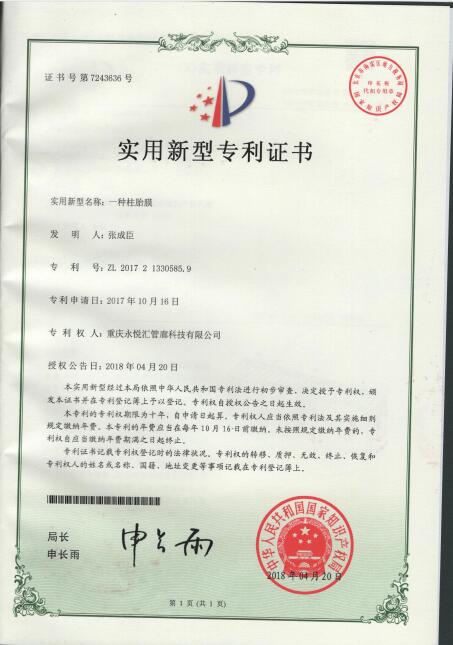 证书号第7243636号
实用新型专利证书
实用新型名称：一种柱胎膜
发明人：张成臣
专利号：ZL 2017 2 1330585.9
专利申请日：2017年10月16日
专利权人：重庆永悦汇管廊科技有限公司
授权公告日：2018年04月20日
本实用新型经过本局依照中华人民共和国专利法进行初步审查，决定授予专利权，颁
发本证书并在专利登记簿上予以登记。专利权自授权公告之日起生效。
本专利的专利权期限为十年，自申请日起算。专利权人应当依照专利法及其实施细则
规定缴纳年费。本专利的年费应当在每年10月16日前缴纳。未按照规定缴纳年费的，专利
权自应当缴纳年费期满之日起终止。
专利证书记载专利权登记时的法律状况。专利权的转移、质押、无效、终止、恢复和
专利权人的姓名或名称、国籍、地址变更等事项记载在专利登记簿上。
局长
申长雨
申长雨
中华人民共和国国家知识产权局
2018年04月20日
第1页(共1页)